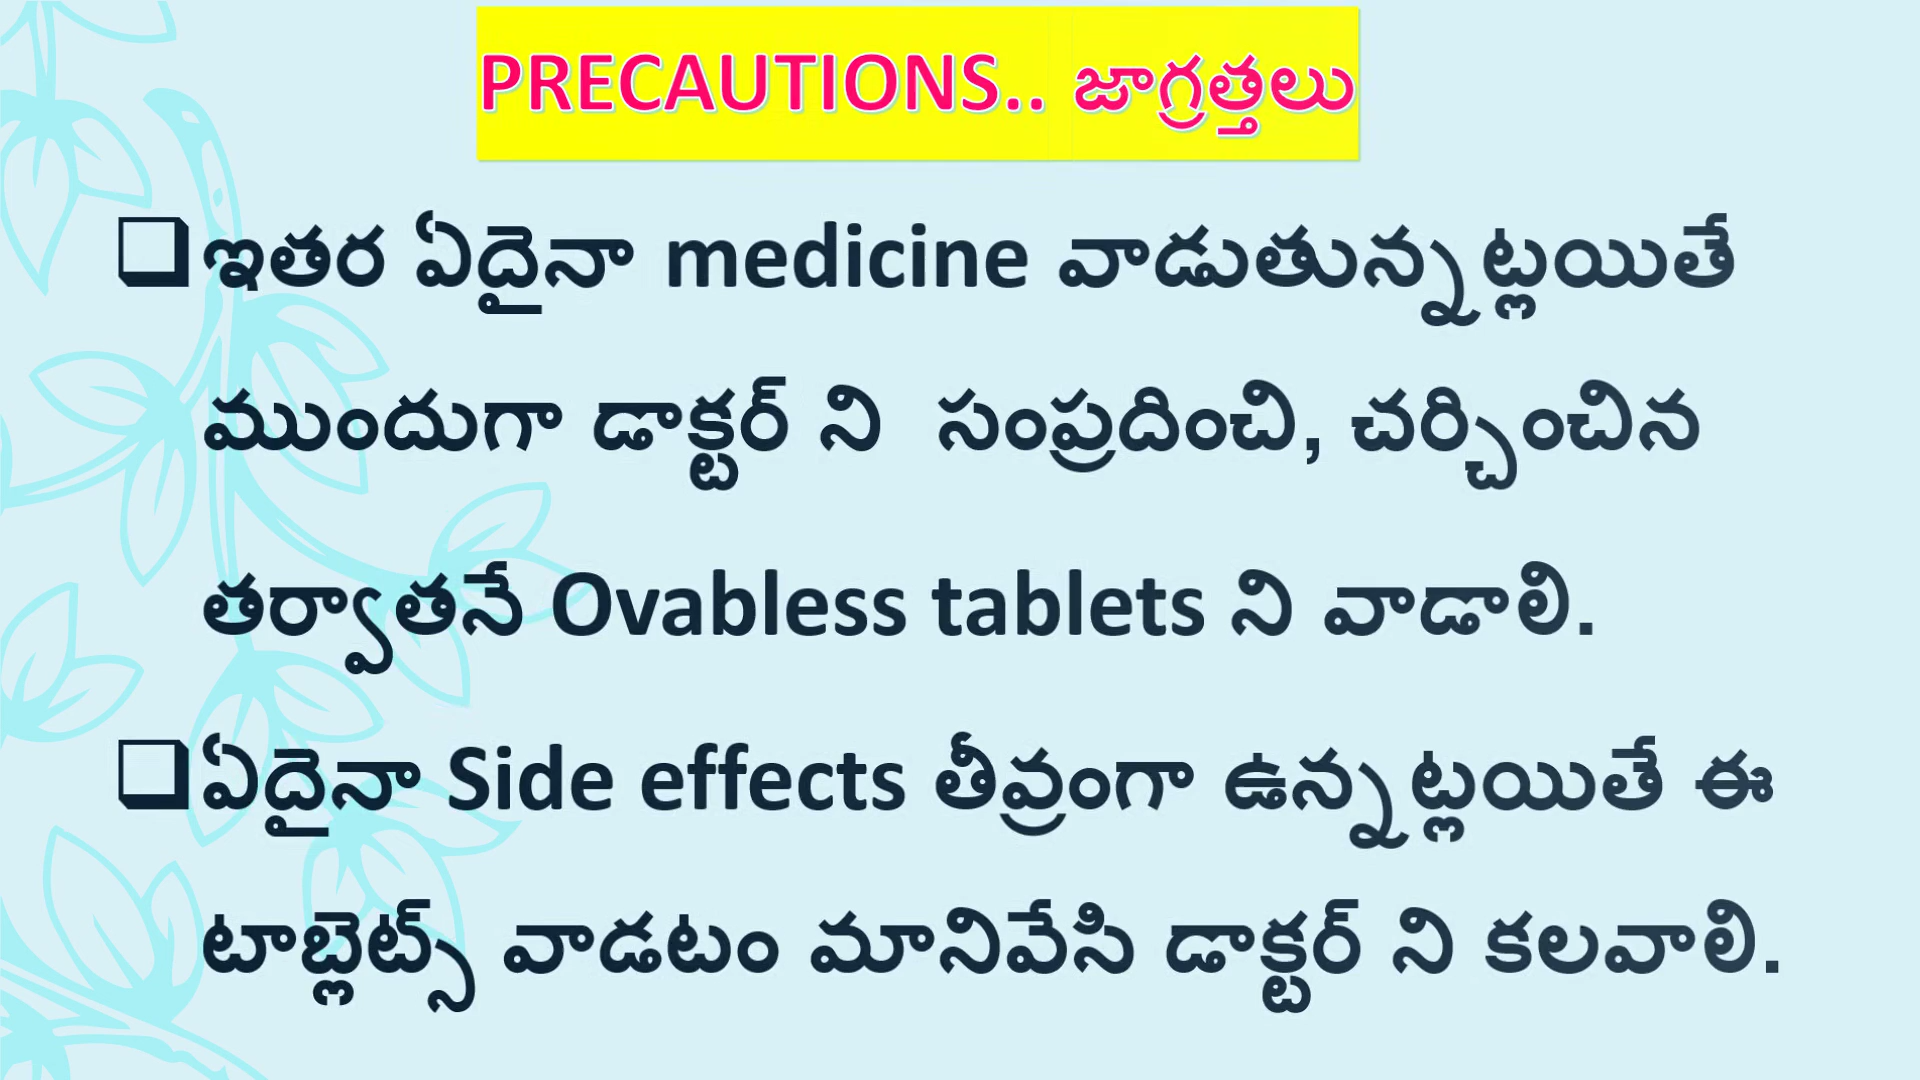 PRECAUTIONS.. జాగ్రత్తలు
ఇతర ఏదైనా medicine వాడుతున్నట్లయితే
ముందుగా డాక్టర్ ని సంప్రదించి, చర్చించిన
తర్వాతనే Ovabless tablets ని వాడాలి.
ఏదైనా Side effects తీవ్రంగా ఉన్నట్లయితే ఈ
టాబ్లెట్స్ వాడటం మానివేసి డాక్టర్ ని కలవాలి.